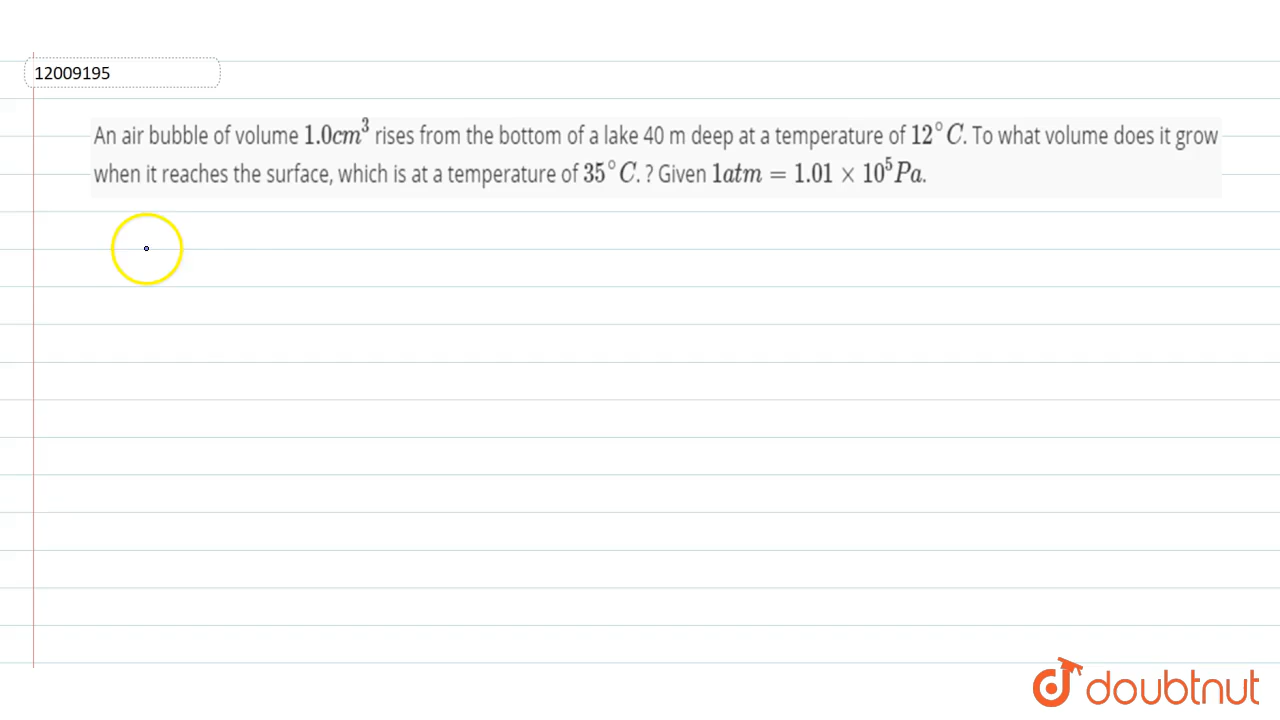 12009195
An air bubble of volume 1.0cm³ rises from the bottom of a lake 40 m deep at a temperature of 12°C. To what volume does it grow
when it reaches the surface, which is at a temperature of 35°C. ? Given 1atm = 1.01 × 10⁵Pa.
doubtnut